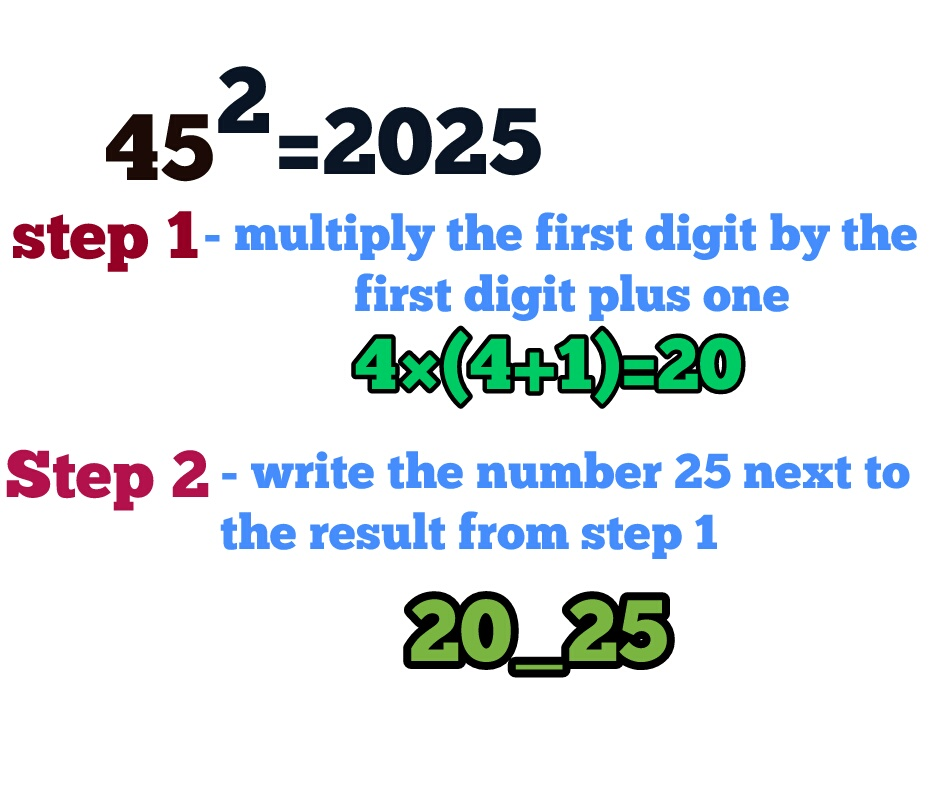 45²=2025
step 1 - multiply the first digit by the
first digit plus one
4×(4+1)=20
Step 2 - write the number 25 next to
the result from step 1
20_25